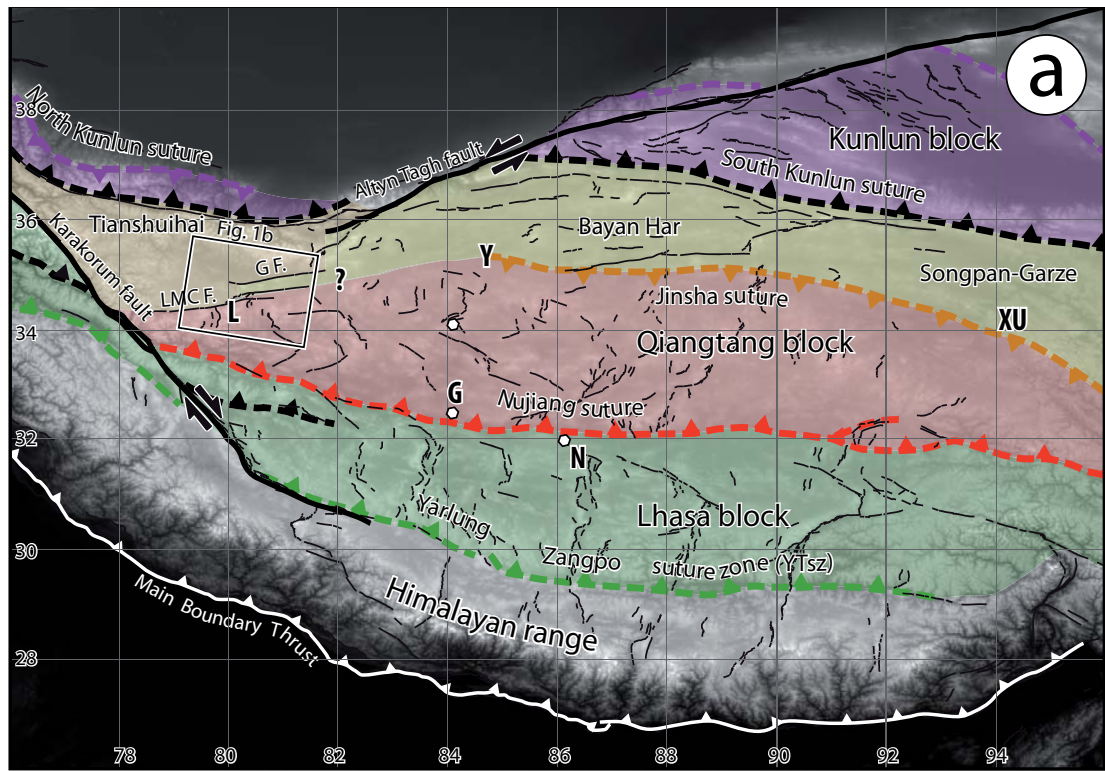 a
38
North Kunlun suture
Kunlun block
Altyn Tagh fault
South Kunlun suture
36
Tianshuihai
Fig. 1b
Bayan Har
Karakorum fault
G F.
Y
Songpan-Garze
?
LMC F.
L
Jinsha suture
XU
34
Qiangtang block
G
Nujiang suture
32
N
Yarlung
Lhasa block
30
Zangpo suture zone (YTsz)
Main Boundary Thrust
Himalayan range
28
78 80 82 84 86 88 90 92 94